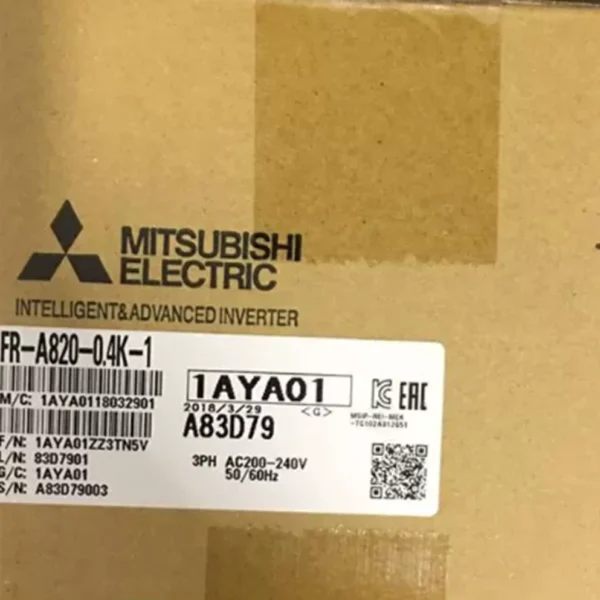 MITSUBISHI
ELECTRIC
INTELLIGENT&ADVANCED INVERTER
FR-A820-0.4K-1
M/C: 1AYA0118032901
1AYA01
2018/3/29 <G>
A83D79
EAC
F/N: 1AYA01ZZ3TN5V
L/N: 83D7901
G/C: 1AYA01
S/N: A83D79003
3PH AC200-240V
50/60Hz